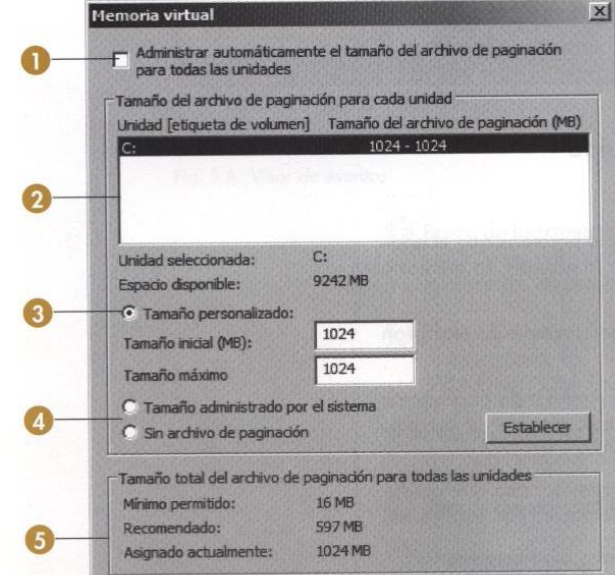 Memoria virtual
1 Administrar automáticamente el tamaño del archivo de paginación
para todas las unidades
Tamaño del archivo de paginación para cada unidad
Unidad [etiqueta de volumen] Tamaño del archivo de paginación (MB)
C: 1024 - 1024
2
Unidad seleccionada: C:
Espacio disponible: 9242 MB
3 Tamaño personalizado:
Tamaño inicial (MB): 1024
Tamaño máximo 1024
4 Tamaño administrado por el sistema
Sin archivo de paginación Establecer
Tamaño total del archivo de paginación para todas las unidades
Mínimo permitido: 16 MB
Recomendado: 597 MB
5 Asignado actualmente: 1024 MB